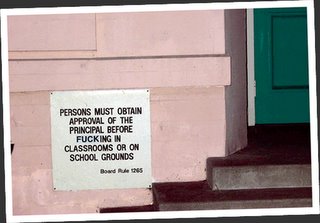 PERSONS MUST OBTAIN
APPROVAL OF THE
PRINCIPAL BEFORE
FUCKING IN
CLASSROOMS OR ON
SCHOOL GROUNDS
Board Rule 1265